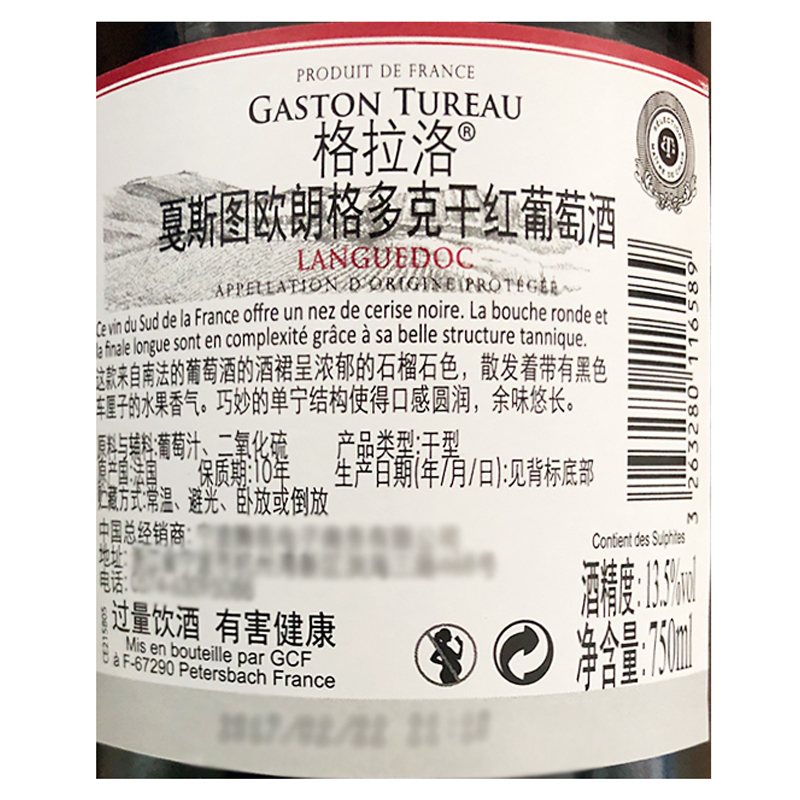 PRODUIT DE FRANCE
GASTON TUREAU
格拉洛®
戛斯图欧朗格多克干红葡萄酒
LANGUEDOC
APPELLATION D'ORIGINE PROTÉGÉE
Ce vin du Sud de la France offre un nez de cerise noire. La bouche ronde et
la finale longue sont en complexité grâce à sa belle structure tannique.
这款来自南法的葡萄酒的酒裙呈浓郁的石榴石色，散发着带有黑色
车厘子的水果香气。巧妙的单宁结构使得口感圆润，余味悠长。
原料与辅料:葡萄汁、二氧化硫 产品类型:干型
原产国:法国 保质期:10年 生产日期(年/月/日):见背标底部
贮藏方式:常温、避光、卧放或倒放
中国总经销商:
地址:
电话:
过量饮酒 有害健康
Mis en bouteille par GCF
à F-67290 Petersbach France
CE215805
SÉLECTION
3 263280 116589
Contient des Sulphites
酒精度: 13.5%vol
净含量: 750ml
2017/02/22